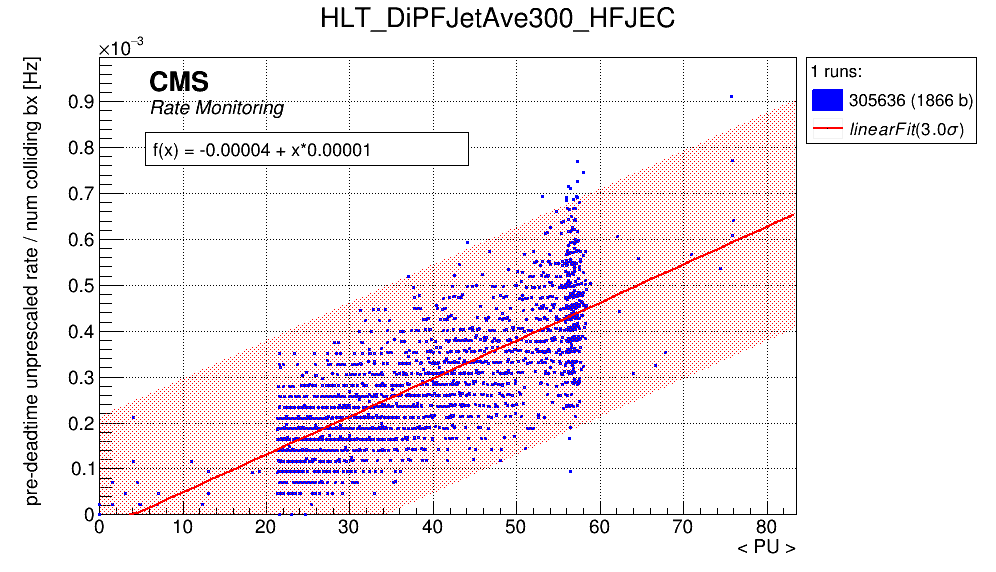 HLT_DiPFJetAve300_HFJEC
×10⁻³
pre-deadtime unprescaled rate / num colliding bx [Hz]
CMS
Rate Monitoring
f(x) = -0.00004 + x*0.00001
0.9
0.8
0.7
0.6
0.5
0.4
0.3
0.2
0.1
0
0 10 20 30 40 50 60 70 80
< PU >
1 runs:
305636 (1866 b)
linearFit(3.0σ)